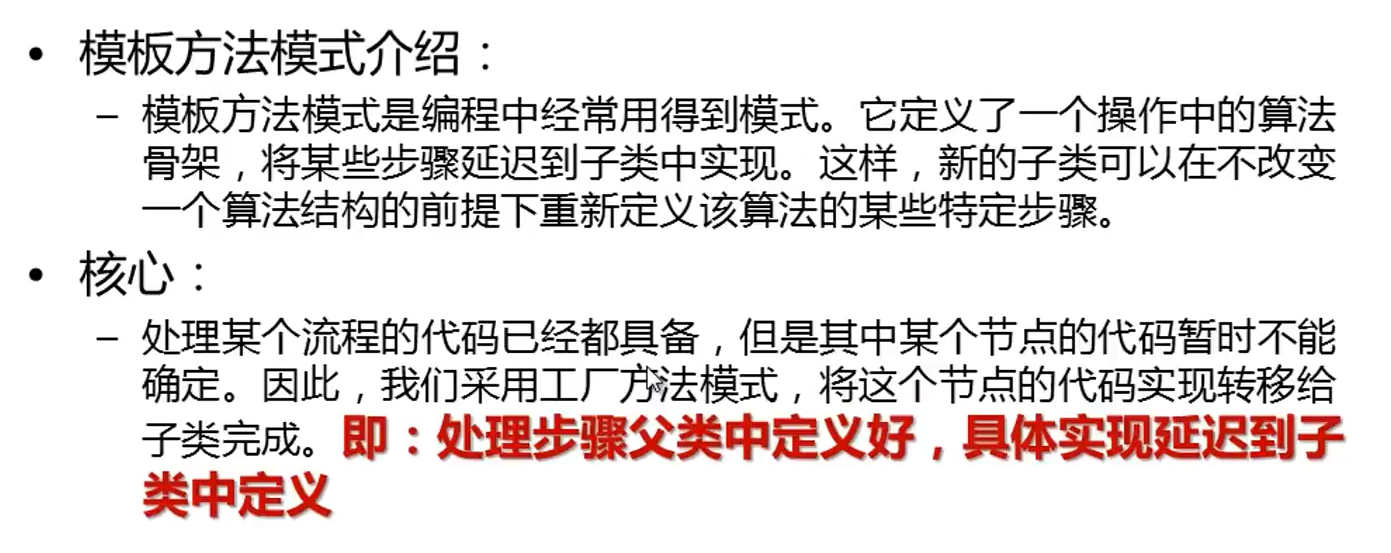 • 模板方法模式介绍：
– 模板方法模式是编程中经常用得到模式。它定义了一个操作中的算法
骨架，将某些步骤延迟到子类中实现。这样，新的子类可以在不改变
一个算法结构的前提下重新定义该算法的某些特定步骤。
• 核心：
– 处理某个流程的代码已经都具备，但是其中某个节点的代码暂时不能
确定。因此，我们采用工厂方法模式，将这个节点的代码实现转移给
子类完成。即：处理步骤父类中定义好，具体实现延迟到子
类中定义